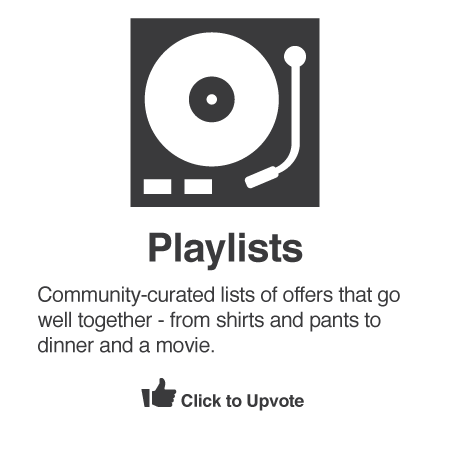 Playlists
Community-curated lists of offers that go
well together - from shirts and pants to
dinner and a movie.
Click to Upvote